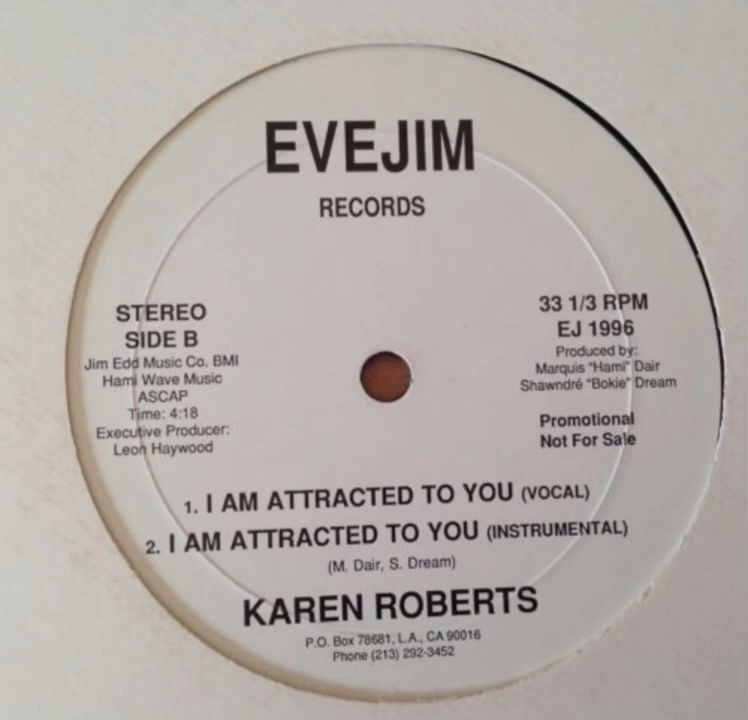 EVEJIM
RECORDS
STEREO
SIDE B
Jim Edd Music Co. BMI
Hami Wave Music
ASCAP
Time: 4:18
Executive Producer:
Leon Haywood
33 1/3 RPM
EJ 1996
Produced by:
Marquis "Hami" Dair
Shawndré "Bokie" Dream
Promotional
Not For Sale
1. I AM ATTRACTED TO YOU (VOCAL)
2. I AM ATTRACTED TO YOU (INSTRUMENTAL)
(M. Dair, S. Dream)
KAREN ROBERTS
P.O. Box 78681, L.A., CA 90016
Phone (213) 292-3452